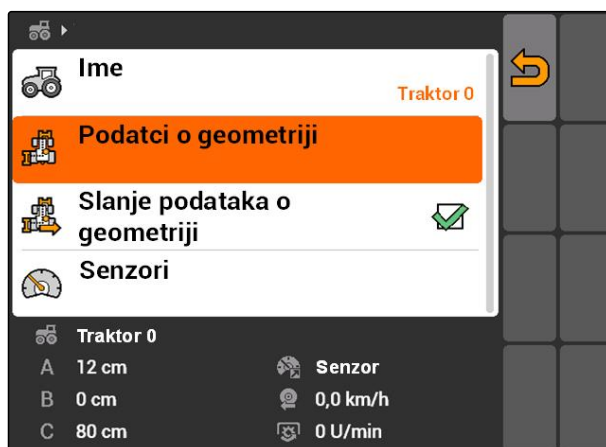 Ime
Traktor 0
Podatci o geometriji
Slanje podataka o
geometriji
Senzori
Traktor 0
A 12 cm Senzor
B 0 cm 0,0 km/h
C 80 cm 0 U/min